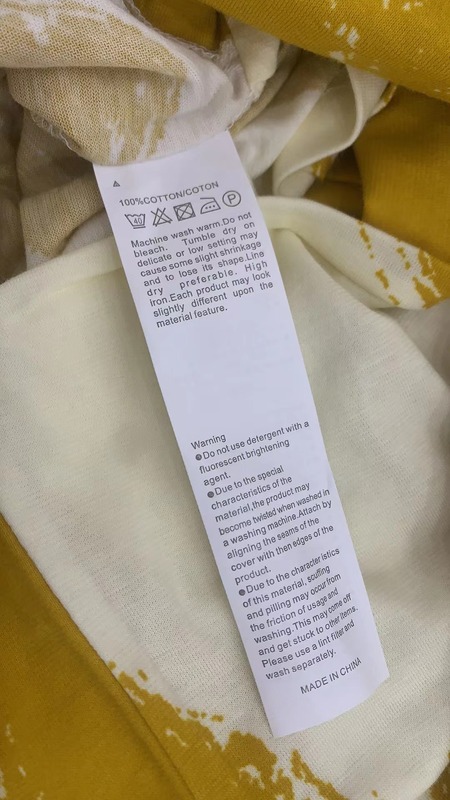 100%COTTON/COTON
40 P
Machine wash warm.Do not
bleach. Tumble dry on
delicate or low setting may
cause some slight shrinkage
and to lose its shape.Line
dry preferable. High
Iron.Each product may look
slightly different upon the
material feature.
Warning
●Do not use detergent with a
fluorescent brightening
agent.
●Due to the special
characteristics of the
material,the product may
become twisted when washed in
a washing machine.Attach by
aligning the seams of the
cover with then edges of the
product.
●Due to the characteristics
of this material, scuffing
and pilling may occur from
the friction of usage and
washing.This may come off
and get stuck to other items.
Please use a lint filter and
wash separately.
MADE IN CHINA